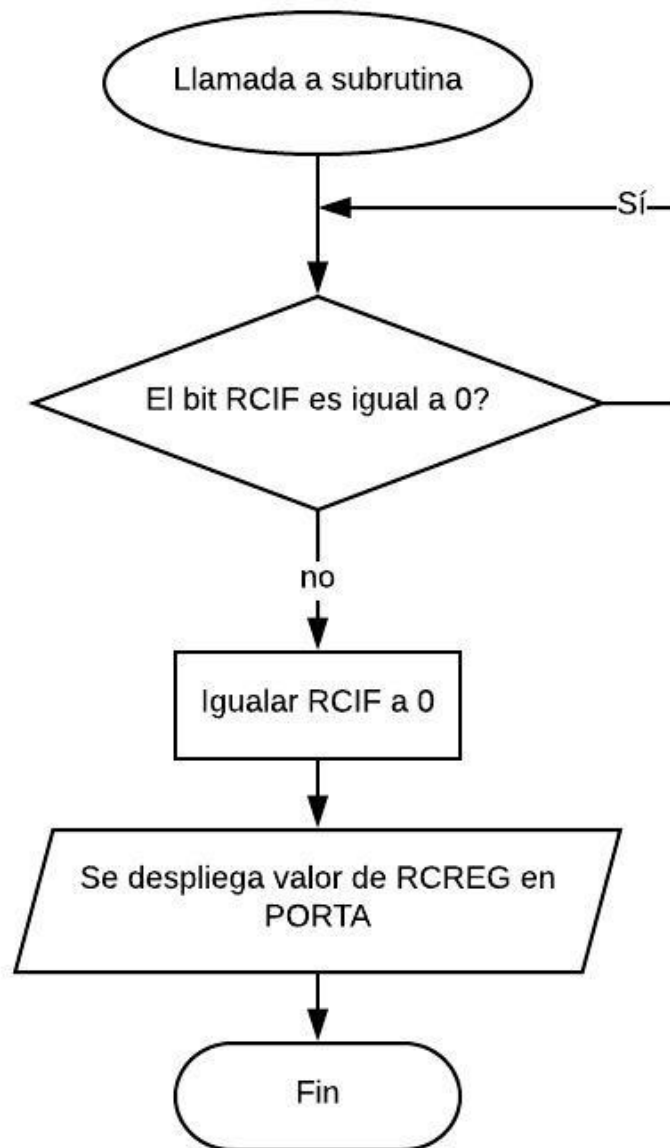 Llamada a subrutina
Sí
El bit RCIF es igual a 0?
no
Igualar RCIF a 0
Se despliega valor de RCREG en
PORTA
Fin